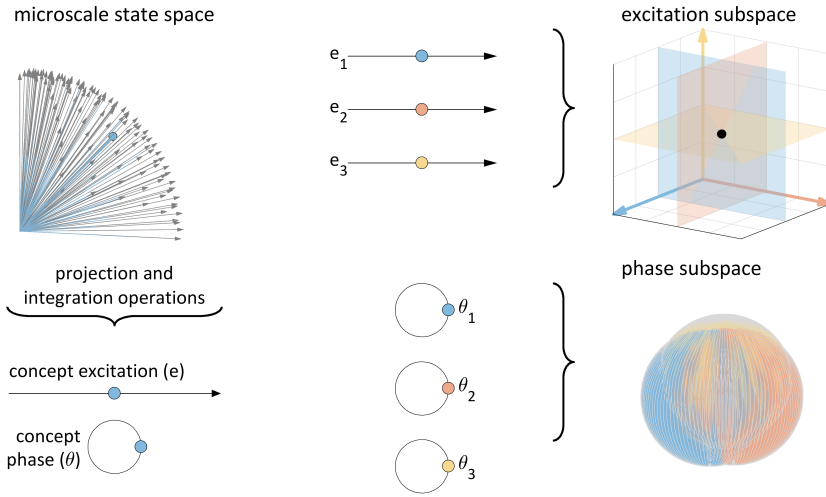 microscale state space
projection and
integration operations
concept excitation (e)
concept
phase (θ)
e1
e2
e3
θ1
θ2
θ3
excitation subspace
phase subspace